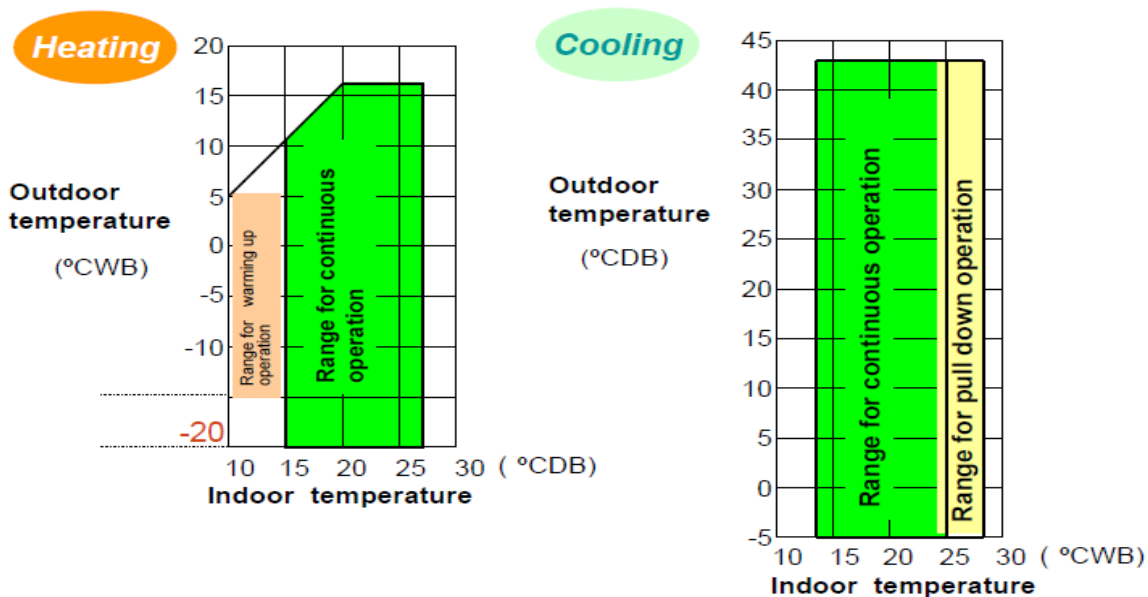 Heating
20
15
10
5
0
-5
-10
-20
Outdoor
temperature
(ºCWB)
Range for warming up
operation
Range for continuous
operation
10 15 20 25 30 ( ºCDB)
Indoor temperature
Cooling
45
40
35
30
25
20
15
10
5
0
-5
Outdoor
temperature
(ºCDB)
Range for continuous operation
Range for pull down operation
10 15 20 25 30 ( ºCWB)
Indoor temperature